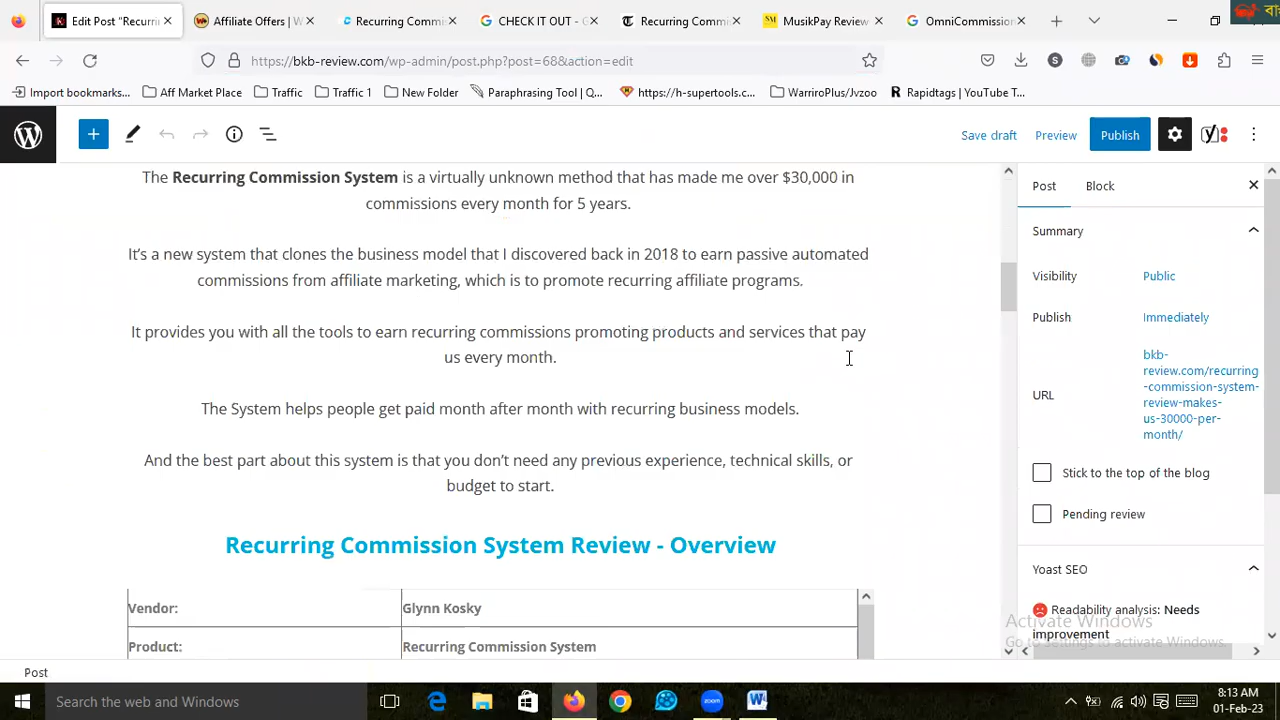 Edit Post "Recurri
Affiliate Offers | W
Recurring Commis
CHECK IT OUT - G
Recurring Commi
MusikPay Review
OmniCommission
বাং
https://bkb-review.com/wp-admin/post.php?post=68&action=edit
Import bookmarks...
Aff Market Place
Traffic
Traffic 1
New Folder
Paraphrasing Tool | Q...
https://h-supertools.c...
WarriroPlus/Jvzoo
Rapidtags | YouTube T...
Save draft
Preview
Publish
The Recurring Commission System is a virtually unknown method that has made me over $30,000 in
commissions every month for 5 years.
It's a new system that clones the business model that I discovered back in 2018 to earn passive automated
commissions from affiliate marketing, which is to promote recurring affiliate programs.
It provides you with all the tools to earn recurring commissions promoting products and services that pay
us every month.
The System helps people get paid month after month with recurring business models.
And the best part about this system is that you don't need any previous experience, technical skills, or
budget to start.
Recurring Commission System Review - Overview
Vendor:
Glynn Kosky
Product:
Recurring Commission System
Post
Block
Summary
Visibility
Public
Publish
Immediately
URL
bkb-
review.com/recurring
-commission-system-
review-makes-
us-30000-per-
month/
Stick to the top of the blog
Pending review
Yoast SEO
Readability analysis: Needs
improvement
Activate Windows
Go to Settings to activate Windows.
Post
Search the web and Windows
8:13 AM
01-Feb-23